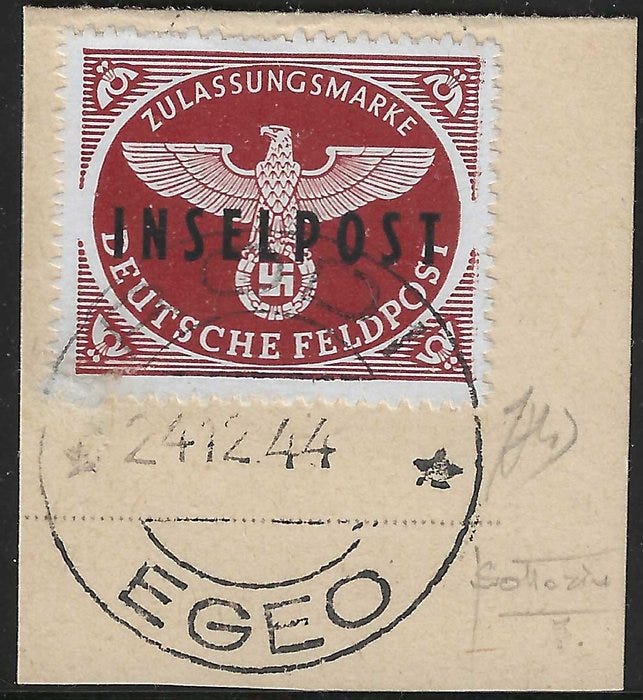 ZULASSUNGSMARKE
INSELPOST
DEUTSCHE FELDPOST
24.12.44
EGEO